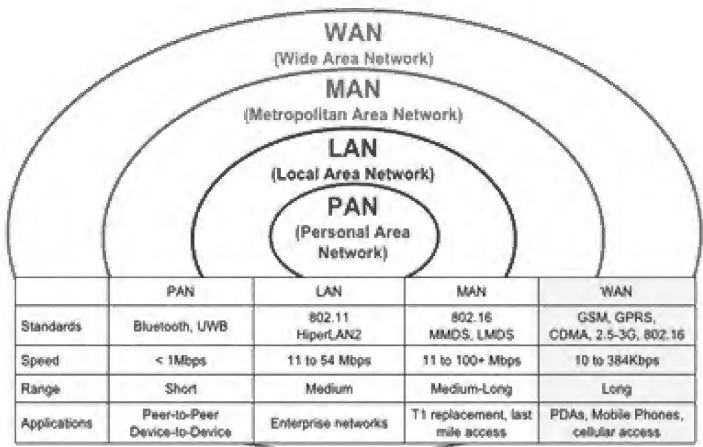 WAN
(Wide Area Network)
MAN
(Metropolitan Area Network)
LAN
(Local Area Network)
PAN
(Personal Area
Network)
PAN LAN MAN WAN
Standards Bluetooth, UWB 802.11 HiperLAN2 802.16 MMDS, LMDS GSM, GPRS, CDMA, 2.5-3G, 802.16
Speed < 1Mbps 11 to 54 Mbps 11 to 100+ Mbps 10 to 384Kbps
Range Short Medium Medium-Long Long
Applications Peer-to-Peer Device-to-Device Enterprise networks T1 replacement, last mile access PDAs, Mobile Phones, cellular access